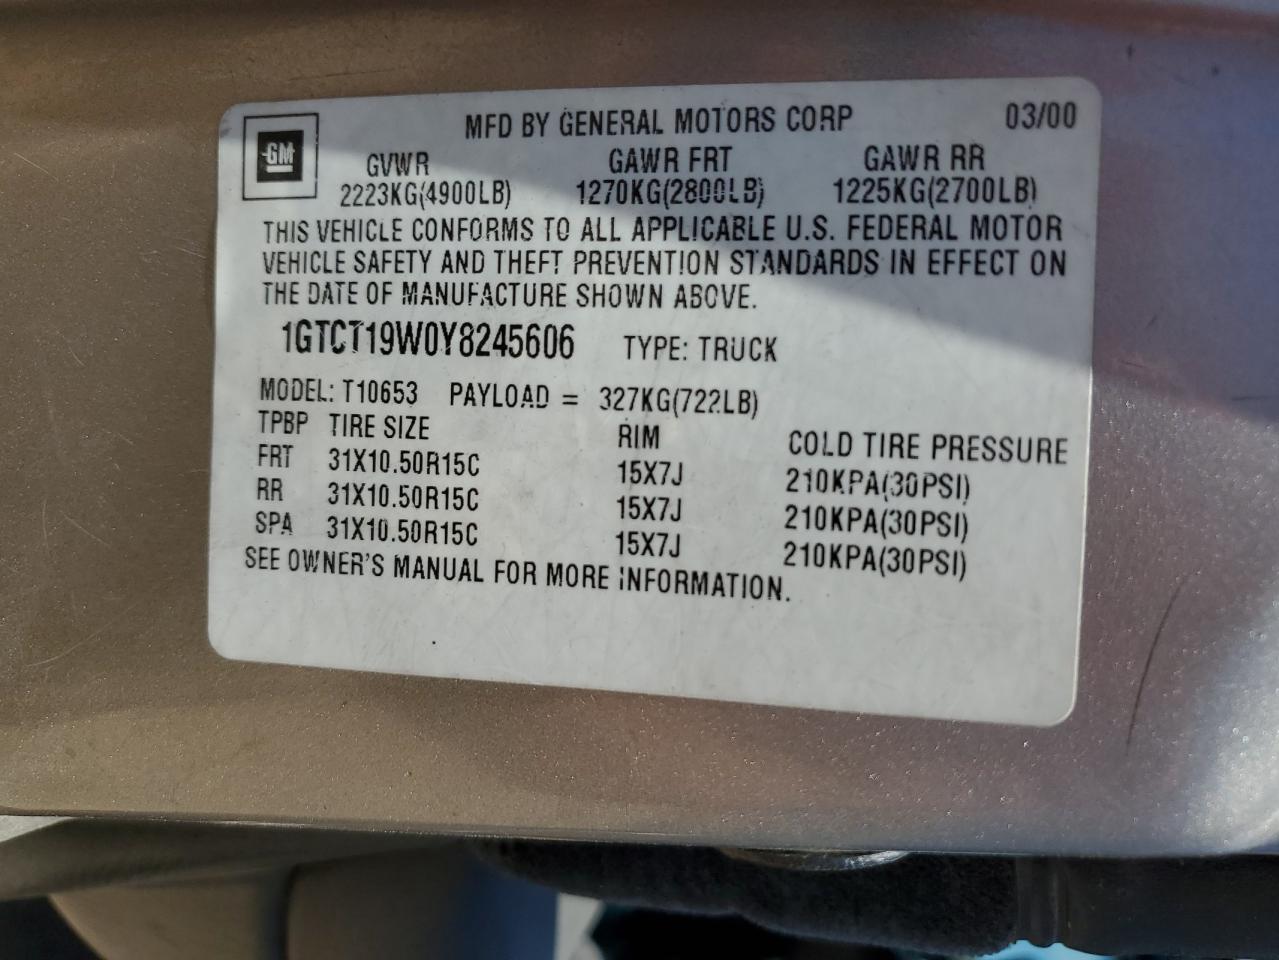 GM
MFD BY GENERAL MOTORS CORP 03/00
GVWR GAWR FRT GAWR RR
2223KG(4900LB) 1270KG(2800LB) 1225KG(2700LB)
THIS VEHICLE CONFORMS TO ALL APPLICABLE U.S. FEDERAL MOTOR
VEHICLE SAFETY AND THEFT PREVENTION STANDARDS IN EFFECT ON
THE DATE OF MANUFACTURE SHOWN ABOVE.
1GTCT19W0Y8245606 TYPE: TRUCK
MODEL: T10653 PAYLOAD = 327KG(722LB)
TPBP TIRE SIZE RIM COLD TIRE PRESSURE
FRT 31X10.50R15C 15X7J 210KPA(30PSI)
RR 31X10.50R15C 15X7J 210KPA(30PSI)
SPA 31X10.50R15C 15X7J 210KPA(30PSI)
SEE OWNER'S MANUAL FOR MORE INFORMATION.